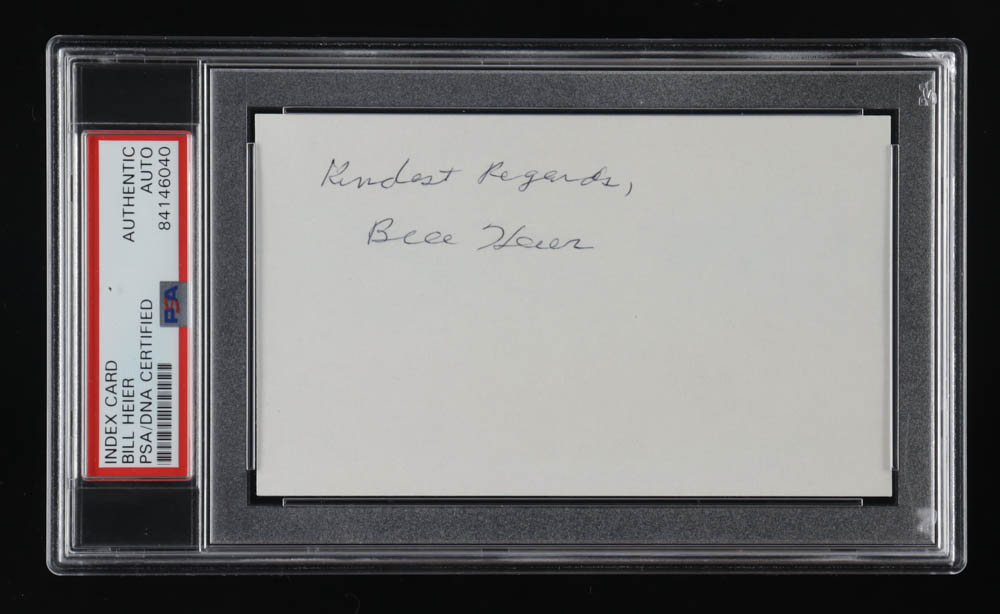 INDEX CARD
BILL HEIER
PSA/DNA CERTIFIED
AUTHENTIC
AUTO
84146040
PSA
Kindest Regards,
Bill Heier